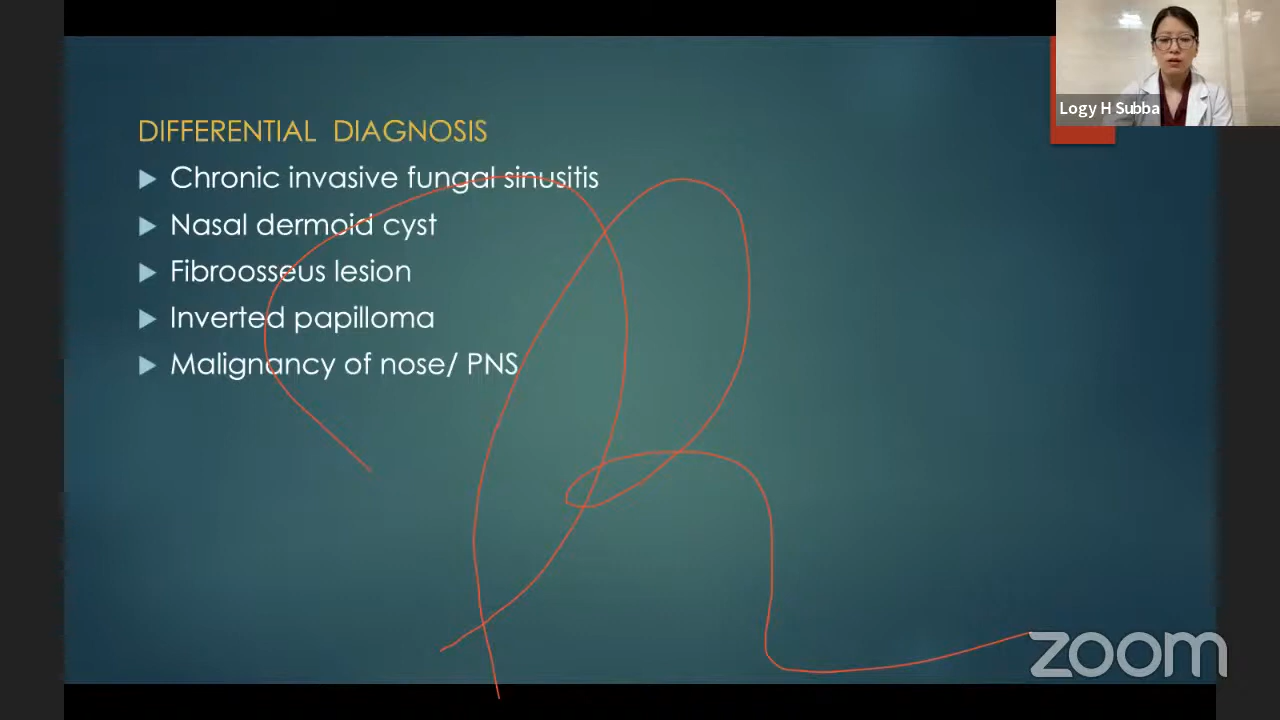 Logy H Subba
DIFFERENTIAL DIAGNOSIS
Chronic invasive fungal sinusitis
Nasal dermoid cyst
Fibroosseus lesion
Inverted papilloma
Malignancy of nose/ PNS
zoom